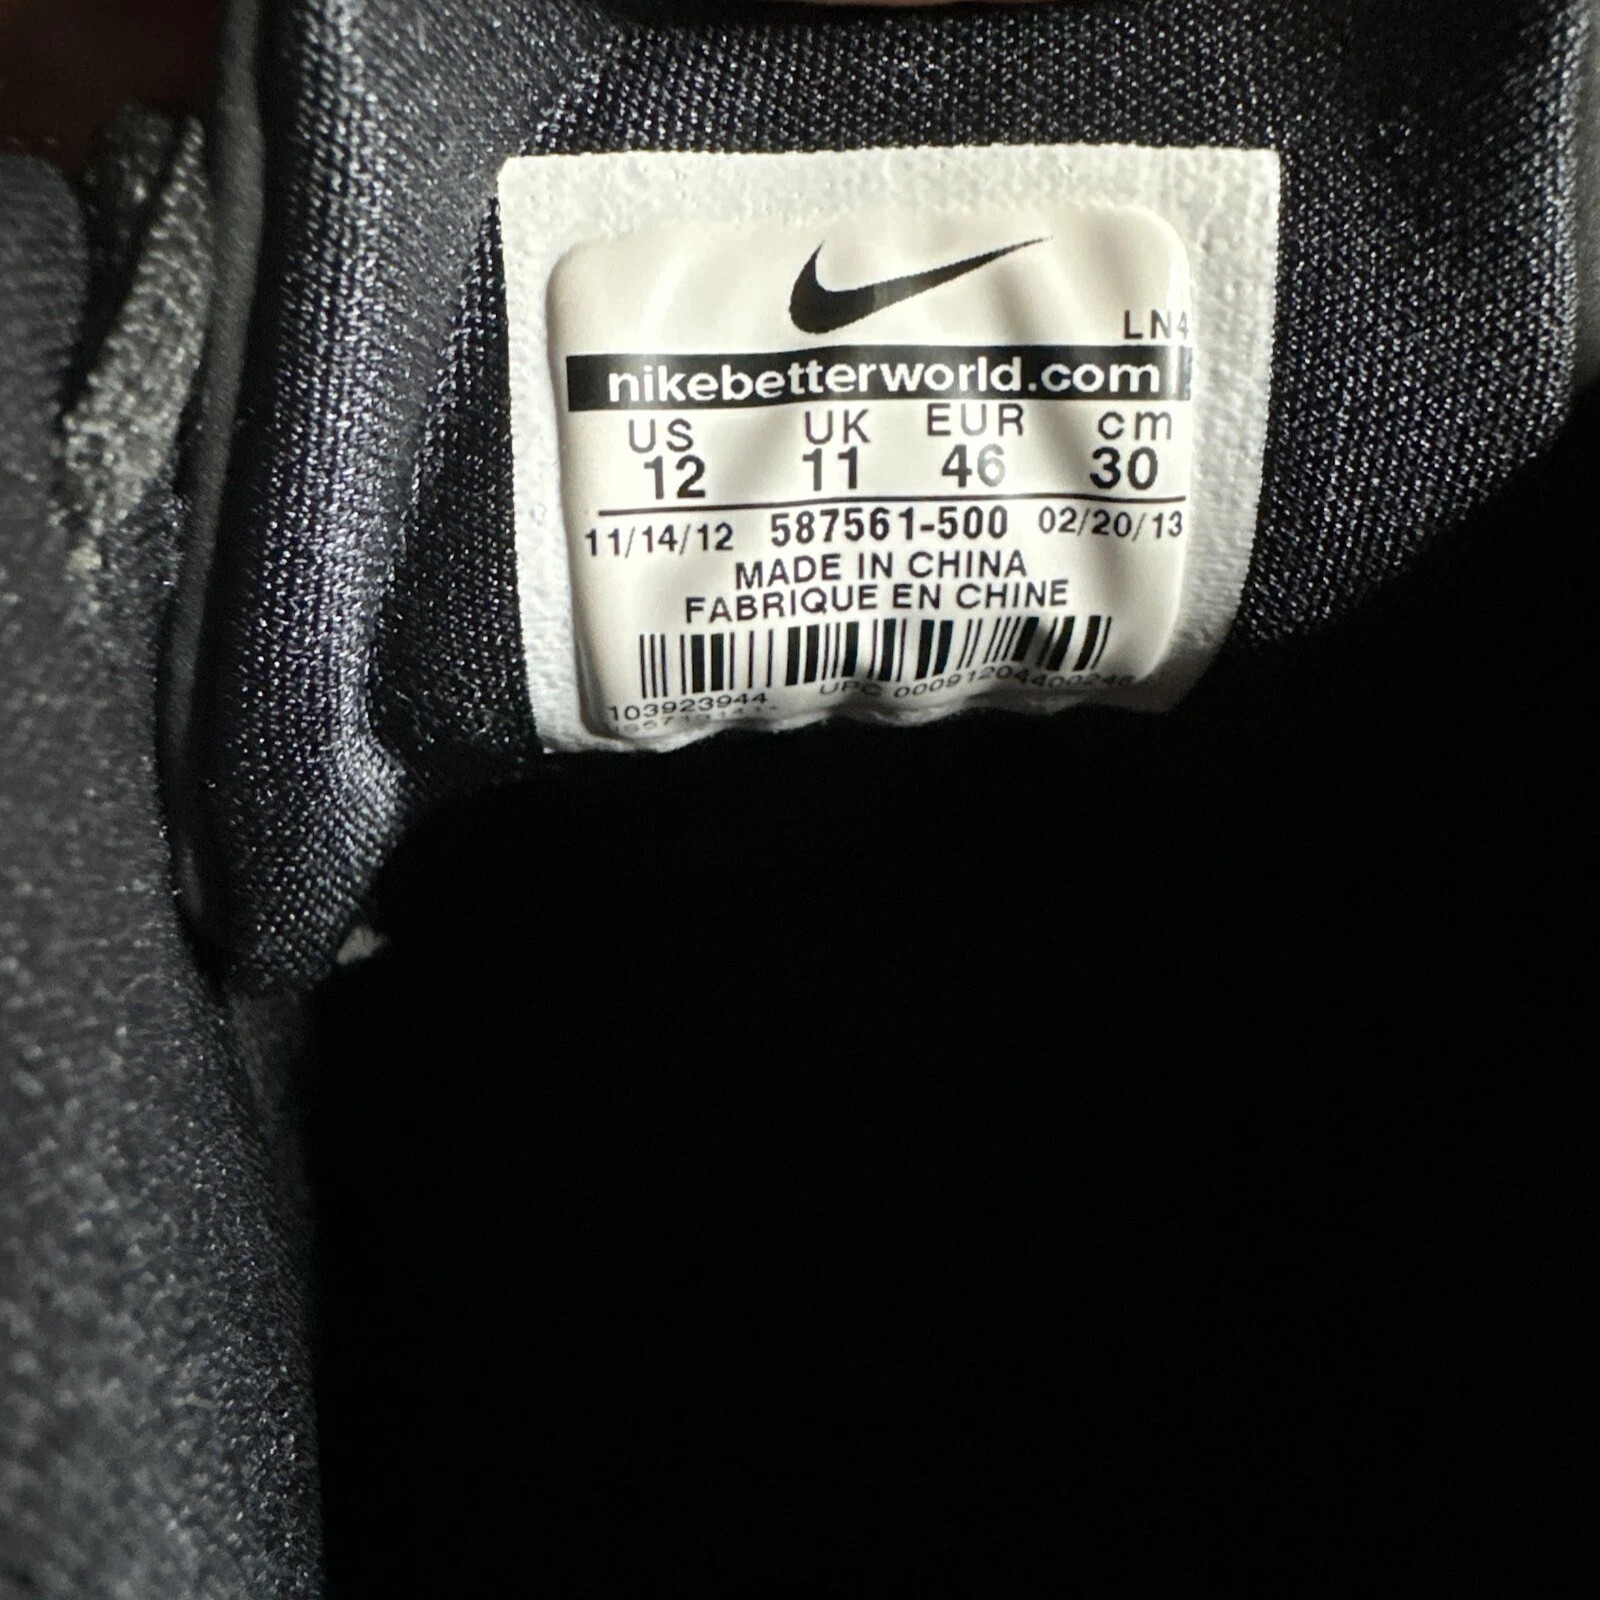 LN4
nikebetterworld.com
US UK EUR cm
12 11 46 30
11/14/12 587561-500 02/20/13
MADE IN CHINA
FABRIQUE EN CHINE
103923944 UPC